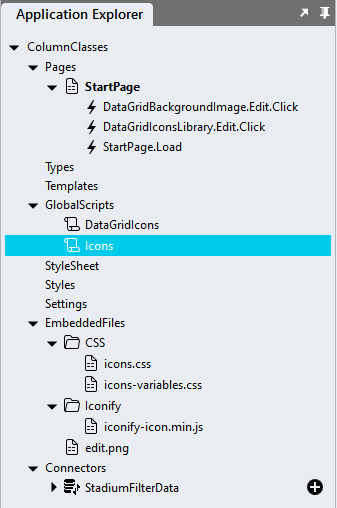 Application Explorer
ColumnClasses
Pages
StartPage
DataGridBackgroundImage.Edit.Click
DataGridIconsLibrary.Edit.Click
StartPage.Load
Types
Templates
GlobalScripts
DataGridIcons
Icons
StyleSheet
Styles
Settings
EmbeddedFiles
CSS
icons.css
icons-variables.css
Iconify
iconify-icon.min.js
edit.png
Connectors
StadiumFilterData